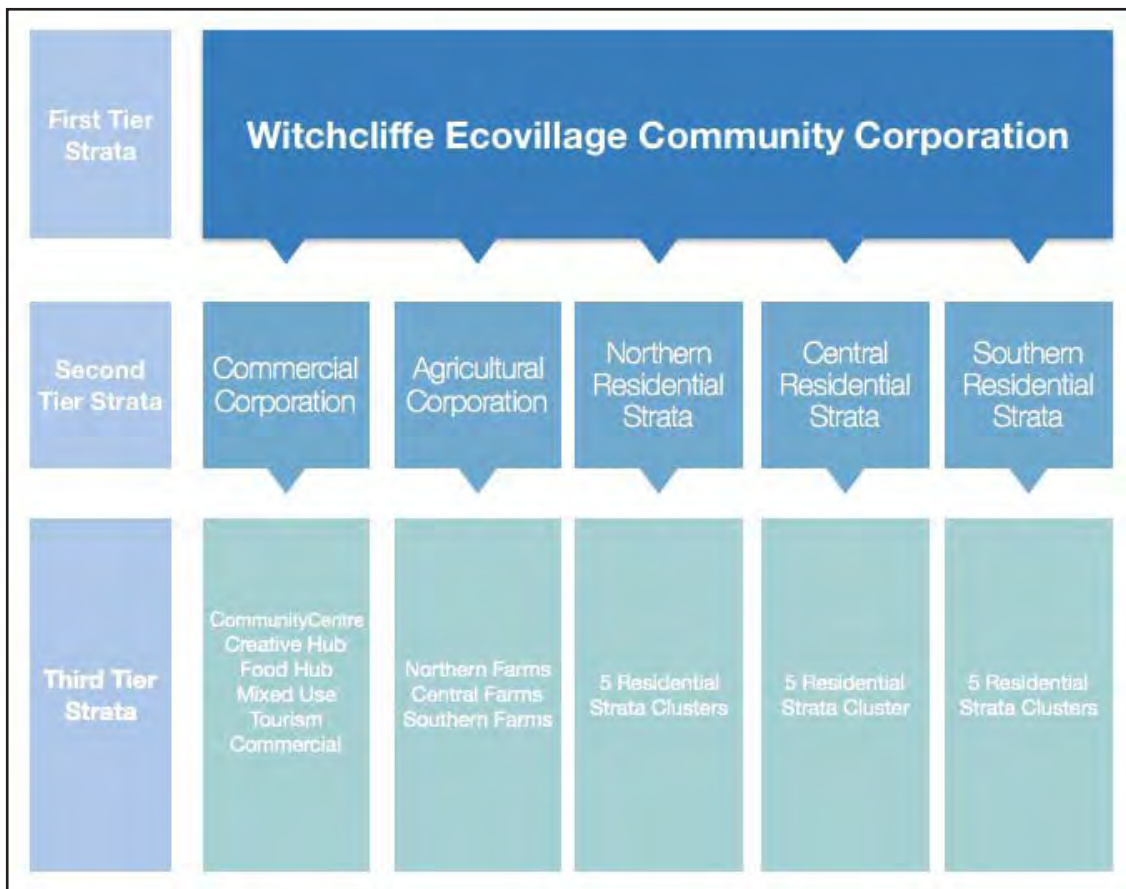 First Tier
Strata
Witchcliffe Ecovillage Community Corporation
Second
Tier Strata
Commercial
Corporation
Agricultural
Corporation
Northern
Residential
Strata
Central
Residential
Strata
Southern
Residential
Strata
Third Tier
Strata
CommunityCentre
Creative Hub
Food Hub
Mixed Use
Tourism
Commercial
Northern Farms
Central Farms
Southern Farms
5 Residential
Strata Clusters
5 Residential
Strata Cluster
5 Residential
Strata Clusters